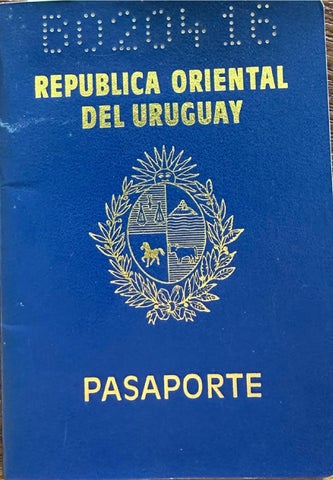 B020416
REPUBLICA ORIENTAL
DEL URUGUAY
PASAPORTE